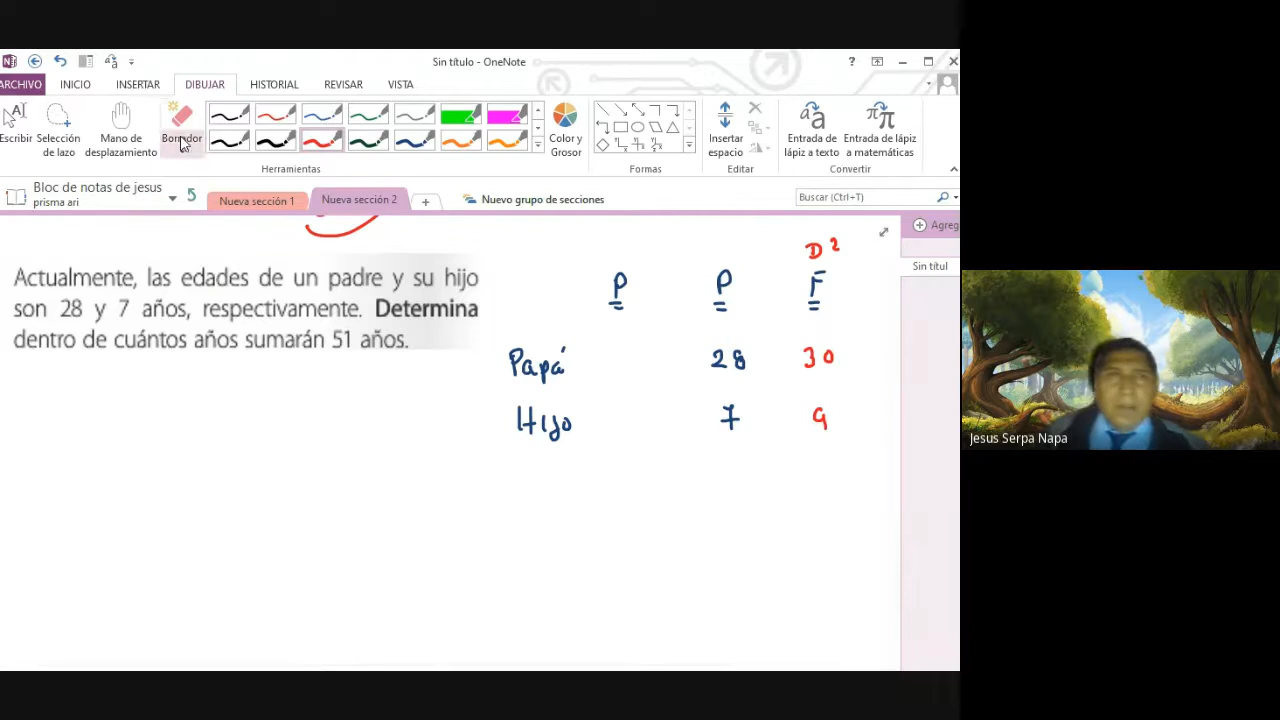 Sin título - OneNote
ARCHIVO INICIO INSERTAR DIBUJAR HISTORIAL REVISAR VISTA
Escribir
Selección de lazo
Mano de desplazamiento
Borrador
Color y Grosor
Insertar espacio
Entrada de lápiz a texto
Entrada de lápiz a matemáticas
Herramientas Formas Editar Convertir
Bloc de notas de jesus
prisma ari
Nueva sección 1
Nueva sección 2
Nuevo grupo de secciones
Buscar (Ctrl+T)
Agreg
Sin títul
Actualmente, las edades de un padre y su hijo
son 28 y 7 años, respectivamente. Determina
dentro de cuántos años sumarán 51 años.
D 2
P P F
Papá 28 30
Hijo 7 9
Jesus Serpa Napa